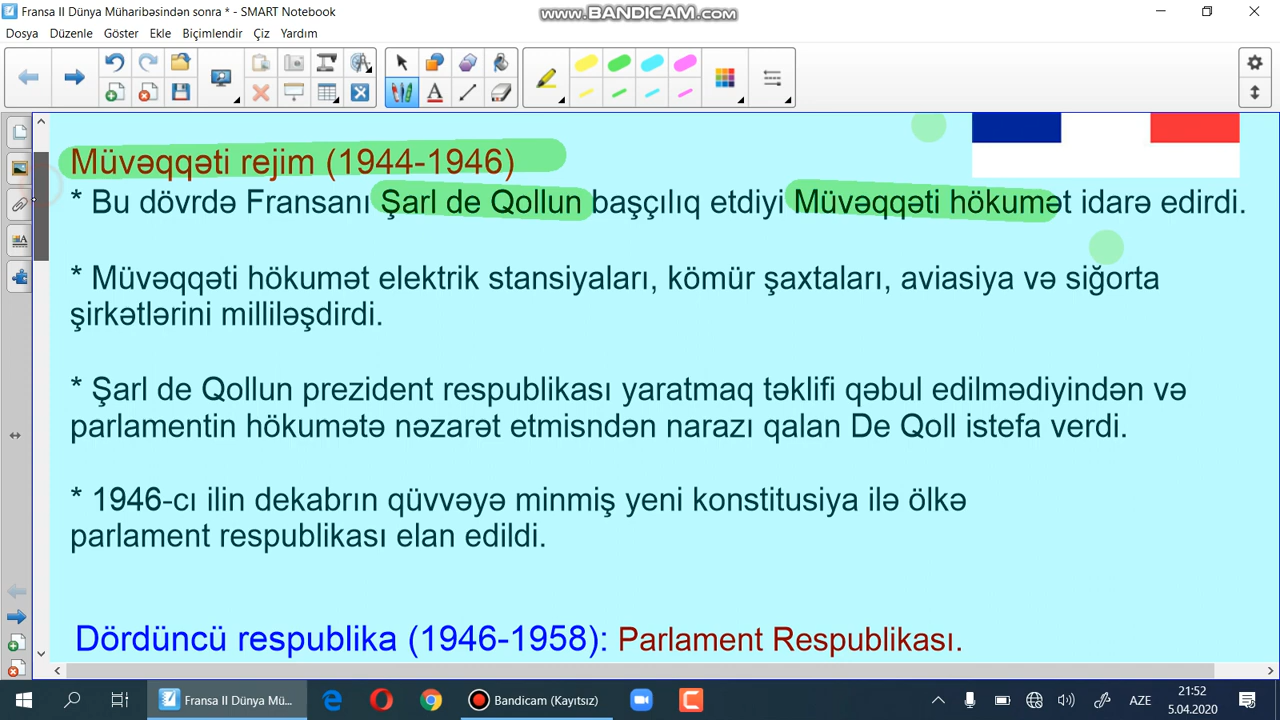 Fransa II Dünya Müharibəsindən sonra * - SMART Notebook
www.BANDICAM.com
Dosya Düzenle Göster Ekle Biçimlendir Çiz Yardım
Müvəqqəti rejim (1944-1946)
* Bu dövrdə Fransanı Şarl de Qollun başçılıq etdiyi Müvəqqəti hökumət idarə edirdi.
* Müvəqqəti hökumət elektrik stansiyaları, kömür şaxtaları, aviasiya və siğorta
şirkətlərini milliləşdirdi.
* Şarl de Qollun prezident respublikası yaratmaq təklifi qəbul edilmədiyindən və
parlamentin hökumətə nəzarət etmisndən narazı qalan De Qoll istefa verdi.
* 1946-cı ilin dekabrın qüvvəyə minmiş yeni konstitusiya ilə ölkə
parlament respublikası elan edildi.
Dördüncü respublika (1946-1958): Parlament Respublikası.
Fransa II Dünya Mü...
Bandicam (Kayıtsız)
AZE
21:52
5.04.2020